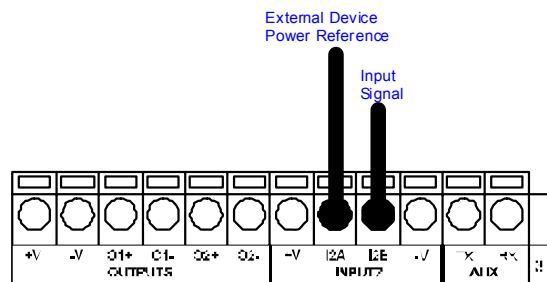 External Device
Power Reference
Input
Signal
+V -V O1+ O1- O2+ O2- +V I2A I2B -V TX RX
OUTPUTS INPUT2 AUX